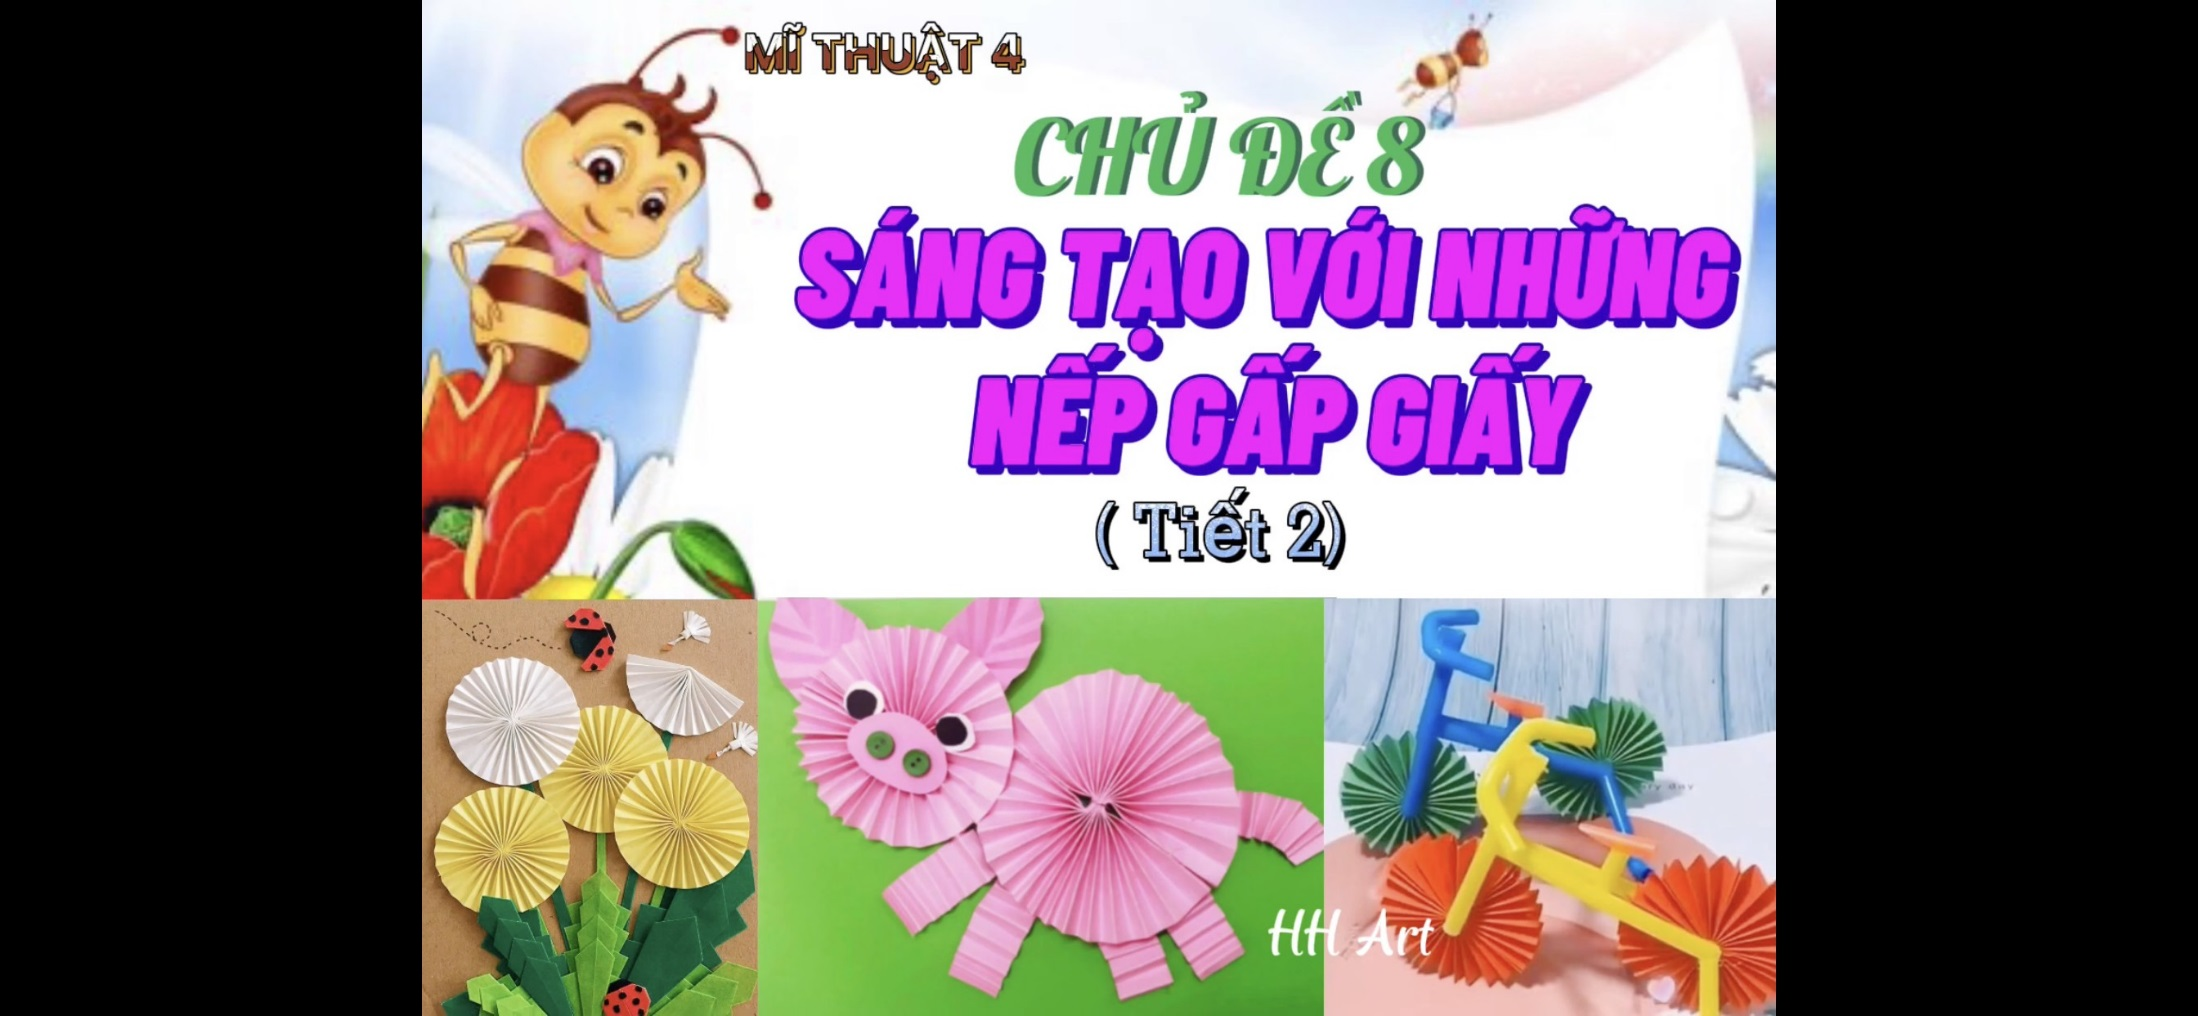 MĨ THUẬT 4
CHỦ ĐỀ 8
SÁNG TẠO VỚI NHỮNG
NẾP GẤP GIẤY
( Tiết 2)
HH Art